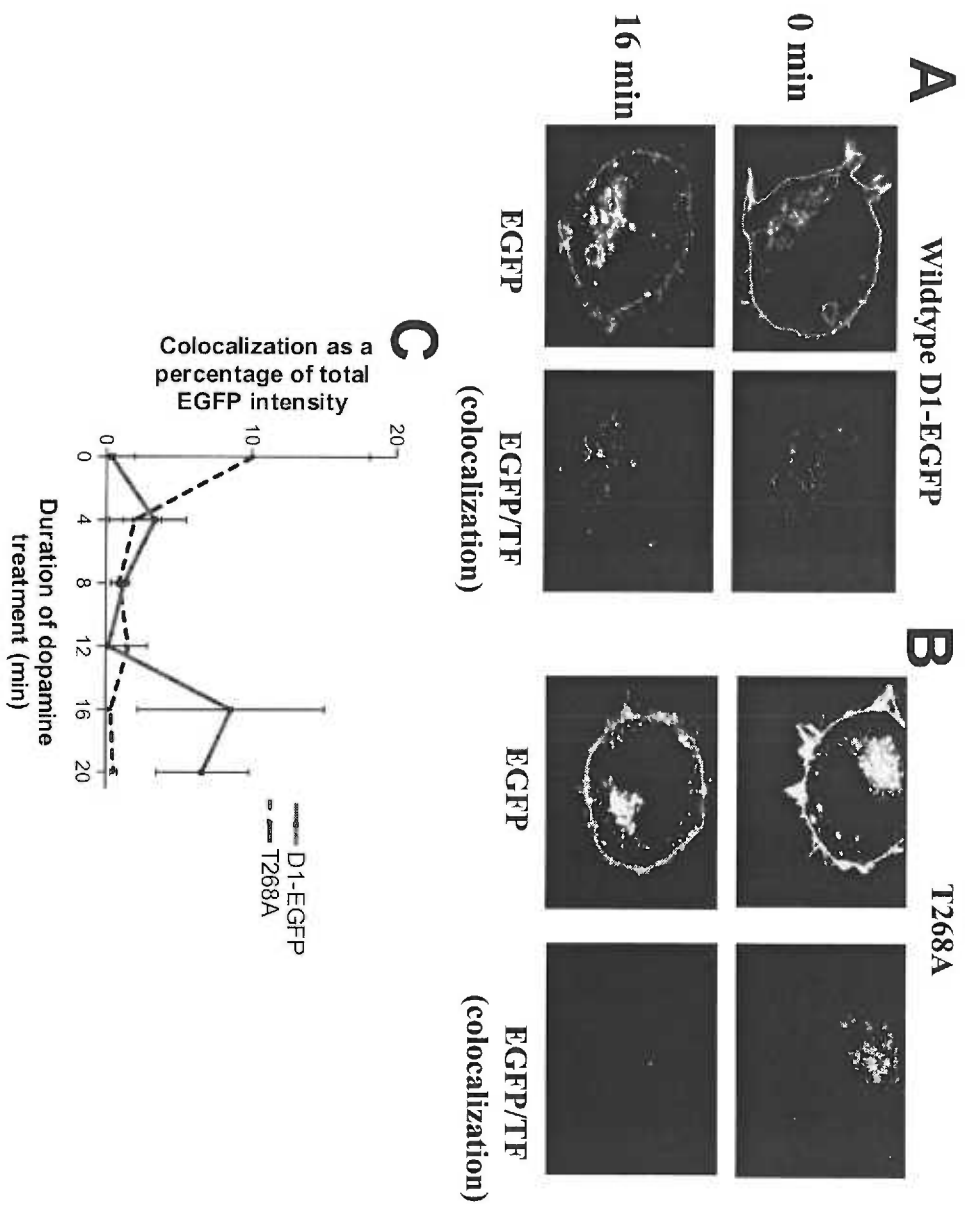 A
Wildtype D1-EGFP
0 min
16 min
EGFP
EGFP/TF
(colocalization)
B
T268A
EGFP
EGFP/TF
(colocalization)
C
Colocalization as a
percentage of total
EGFP intensity
20
10
0
0 4 8 12 16 20
Duration of dopamine
treatment (min)
D1-EGFP
T268A